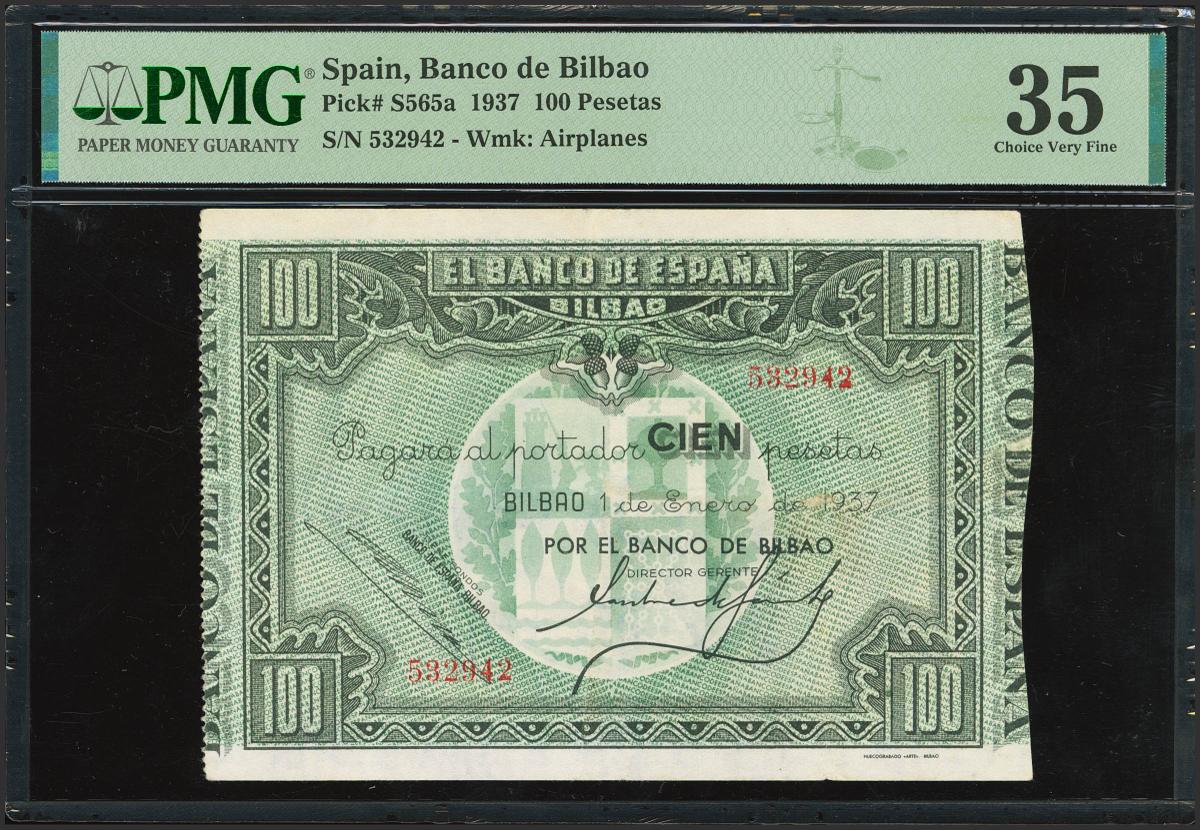 PMG®
PAPER MONEY GUARANTY
Spain, Banco de Bilbao
Pick# S565a 1937 100 Pesetas
S/N 532942 - Wmk: Airplanes
35
Choice Very Fine
100 EL BANCO DE ESPAÑA 100
BILBAO
532942
Pagara al portador CIEN pesetas
BILBAO 1 de Enero de 1937
POR EL BANCO DE BILBAO
DIRECTOR GERENTE
BANCO DE ESPAÑA - BILBAO
532942
100 100
HUECOGRABADO «ARTE» - BILBAO
BANCO DE ESPAÑA
BANCO DE ESPAÑA